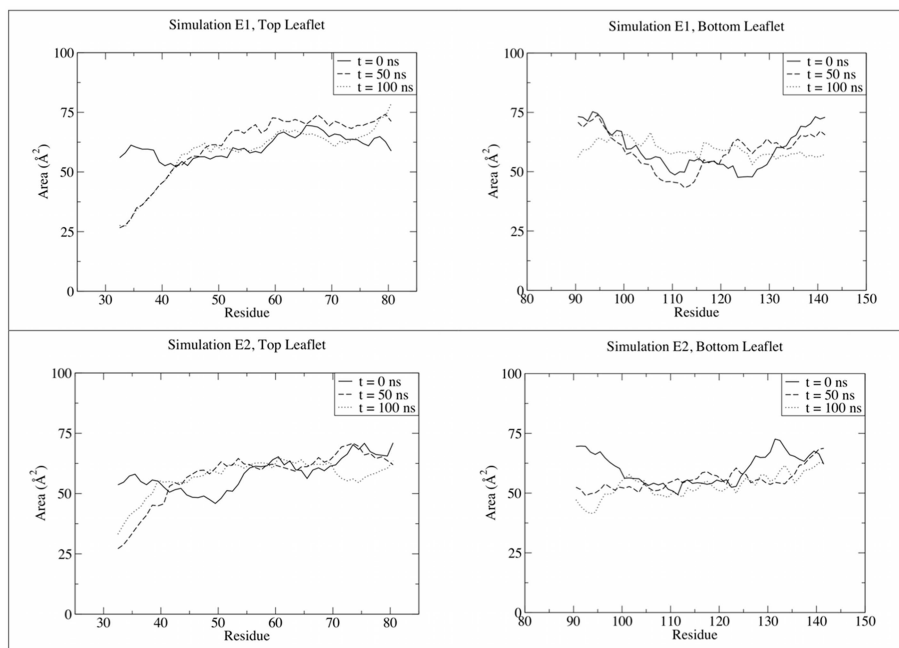 Simulation E1, Top Leaflet
100
75
50
25
0
Area (Å²)
30 40 50 60 70 80
Residue
t = 0 ns
t = 50 ns
t = 100 ns
Simulation E1, Bottom Leaflet
100
75
50
25
0
Area (Å²)
80 90 100 110 120 130 140 150
Residue
t = 0 ns
t = 50 ns
t = 100 ns
Simulation E2, Top Leaflet
100
75
50
25
0
Area (Å²)
30 40 50 60 70 80
Residue
t = 0 ns
t = 50 ns
t = 100 ns
Simulation E2, Bottom Leaflet
100
75
50
25
0
Area (Å²)
80 90 100 110 120 130 140 150
Residue
t = 0 ns
t = 50 ns
t = 100 ns